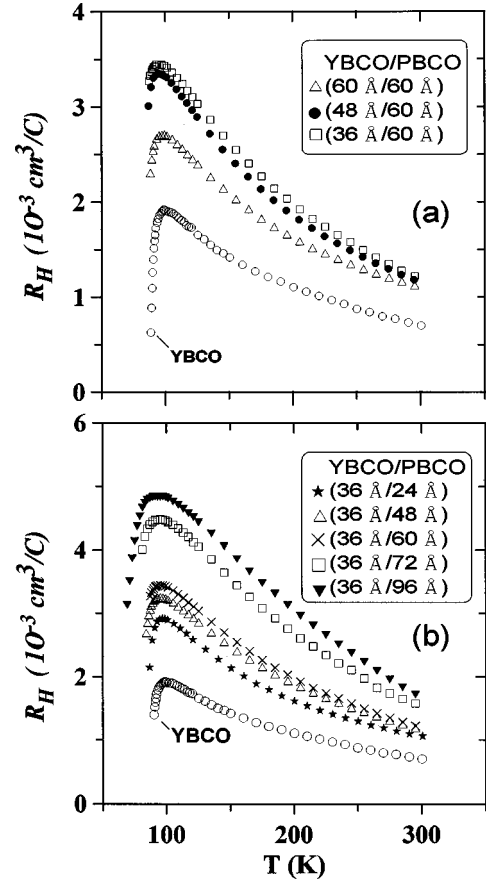 4
3
2
1
0
R_H (10^-3 cm^3/C)
YBCO/PBCO
△ (60 Å/60 Å)
● (48 Å/60 Å)
□ (36 Å/60 Å)
(a)
YBCO
6
4
2
0
R_H (10^-3 cm^3/C)
YBCO/PBCO
★ (36 Å/24 Å)
△ (36 Å/48 Å)
× (36 Å/60 Å)
□ (36 Å/72 Å)
▼ (36 Å/96 Å)
(b)
YBCO
100 200 300
T (K)